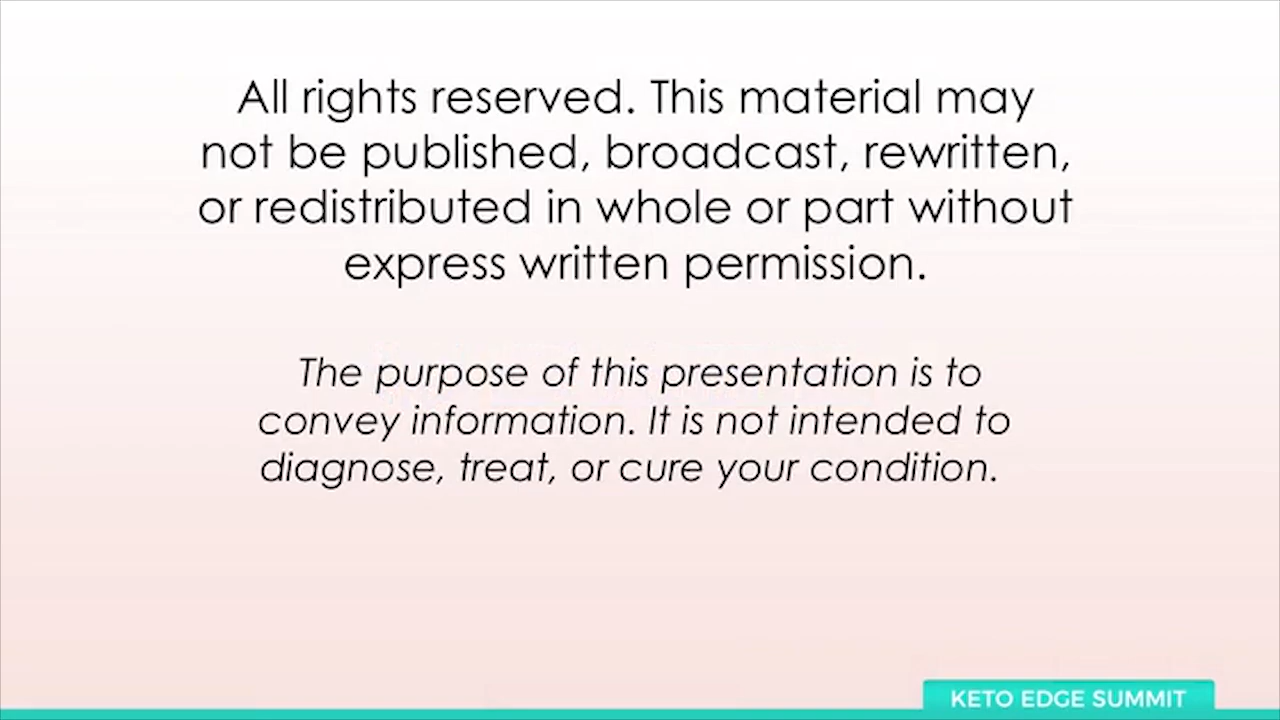 All rights reserved. This material may
not be published, broadcast, rewritten,
or redistributed in whole or part without
express written permission.
The purpose of this presentation is to
convey information. It is not intended to
diagnose, treat, or cure your condition.
KETO EDGE SUMMIT